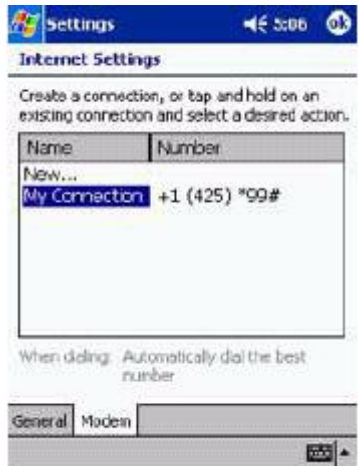 Settings 5:06 ok
Internet Settings
Create a connection, or tap and hold on an
existing connection and select a desired action.
Name Number
New...
My Connection +1 (425) *99#
When dialing: Automatically dial the best
number
General Modem